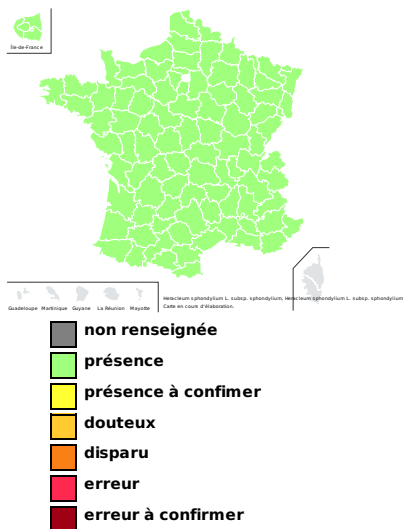 Île-de-France
Guadeloupe Martinique Guyane La Réunion Mayotte
Heracleum sphondylium L. subsp. sphondylium, Heracleum sphondylium L. subsp. sphondylium
Carte en cours d'élaboration.
non renseignée
présence
présence à confimer
douteux
disparu
erreur
erreur à confirmer